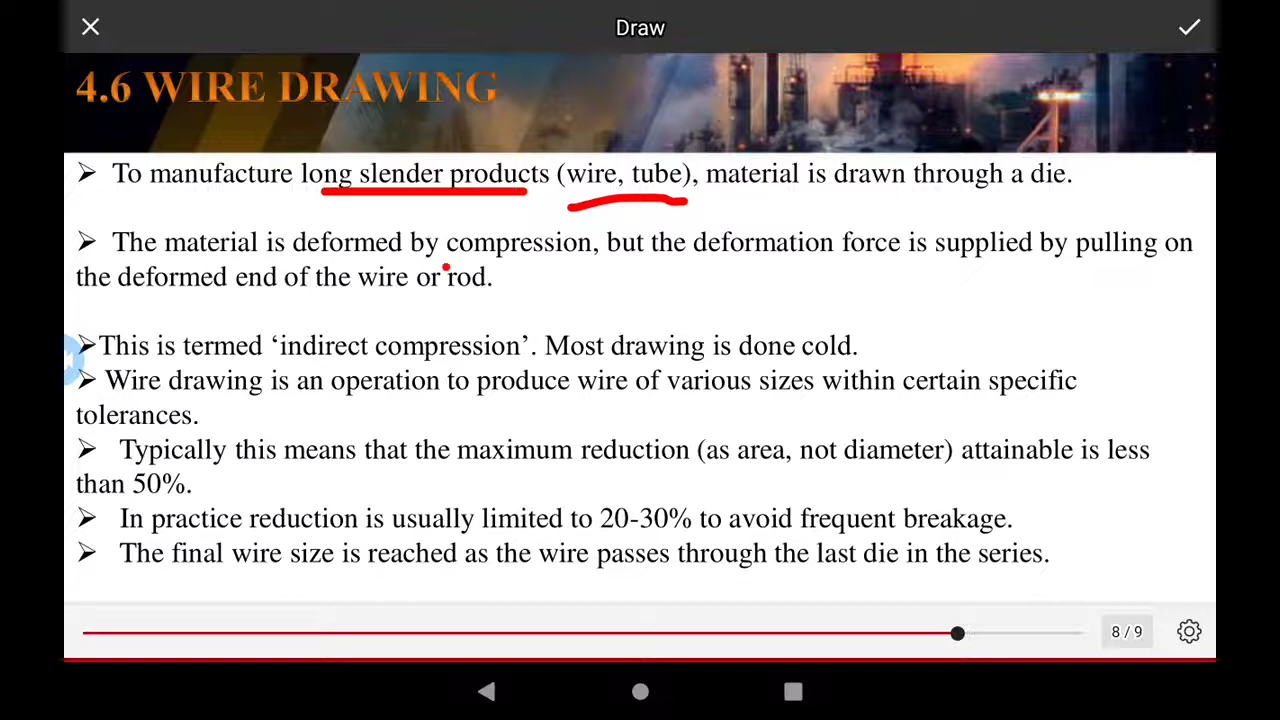 Draw
4.6 WIRE DRAWING
➢ To manufacture long slender products (wire, tube), material is drawn through a die.
➢ The material is deformed by compression, but the deformation force is supplied by pulling on
the deformed end of the wire or rod.
➢This is termed ‘indirect compression’. Most drawing is done cold.
➢ Wire drawing is an operation to produce wire of various sizes within certain specific
tolerances.
➢ Typically this means that the maximum reduction (as area, not diameter) attainable is less
than 50%.
➢ In practice reduction is usually limited to 20-30% to avoid frequent breakage.
➢ The final wire size is reached as the wire passes through the last die in the series.
8 / 9